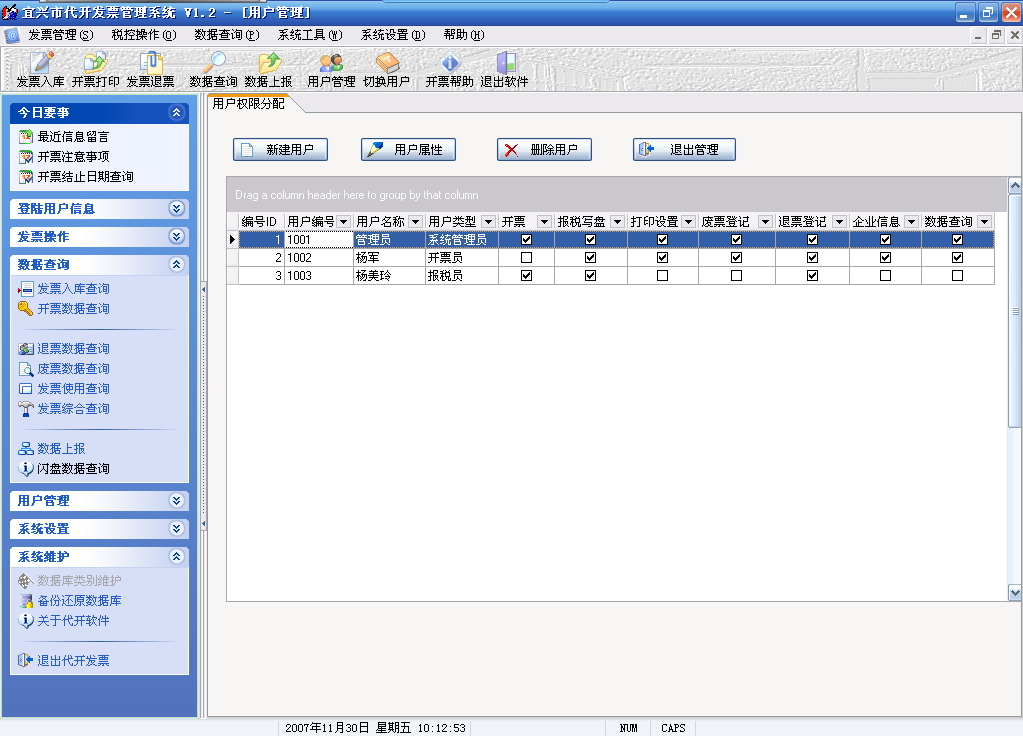 宜兴市代开发票管理系统 V1.2 - [用户管理]
发票管理(S) 税控操作(O) 数据查询(P) 系统工具(W) 系统设置(D) 帮助(H)
发票入库 开票打印 发票退票 数据查询 数据上报 用户管理 切换用户 开票帮助 退出软件
今日要事
最近信息留言
开票注意事项
开票结止日期查询
登陆用户信息
发票操作
数据查询
发票入库查询
开票数据查询
退票数据查询
废票数据查询
发票使用查询
发票综合查询
数据上报
闪盘数据查询
用户管理
系统设置
系统维护
数据库类别维护
备份还原数据库
关于代开软件
退出代开发票
用户权限分配
新建用户 用户属性 删除用户 退出管理
Drag a column header here to group by that column
编号ID 用户编号 用户名称 用户类型 开票 报税写盘 打印设置 废票登记 退票登记 企业信息 数据查询
1 1001 管理员 系统管理员
2 1002 杨军 开票员
3 1003 杨美玲 报税员
2007年11月30日 星期五 10:12:53 NUM CAPS